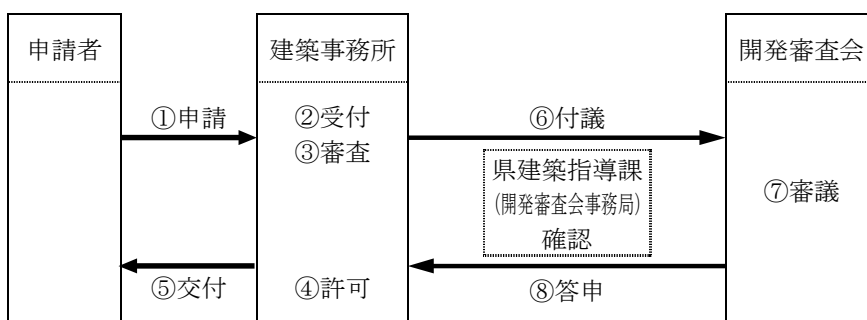 申請者
建築事務所
開発審査会
①申請
②受付
③審査
⑥付議
県建築指導課
(開発審査会事務局)
確認
⑦審議
⑤交付
④許可
⑧答申